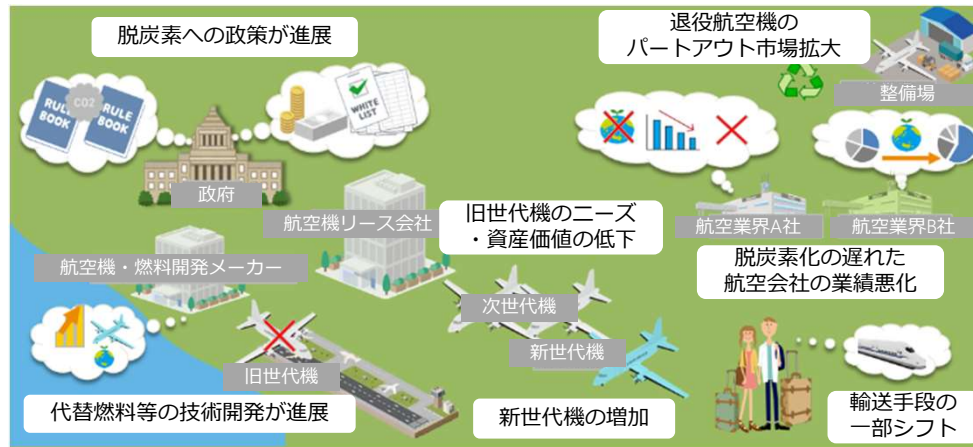 脱炭素への政策が進展
退役航空機の
パートアウト市場拡大
CO2
RULE
BOOK
RULE
BOOK
WHITE
LIST
整備場
政府
航空機リース会社
旧世代機のニーズ
・資産価値の低下
航空業界A社
航空業界B社
航空機・燃料開発メーカー
脱炭素化の遅れた
航空会社の業績悪化
次世代機
新世代機
旧世代機
代替燃料等の技術開発が進展
新世代機の増加
輸送手段の
一部シフト